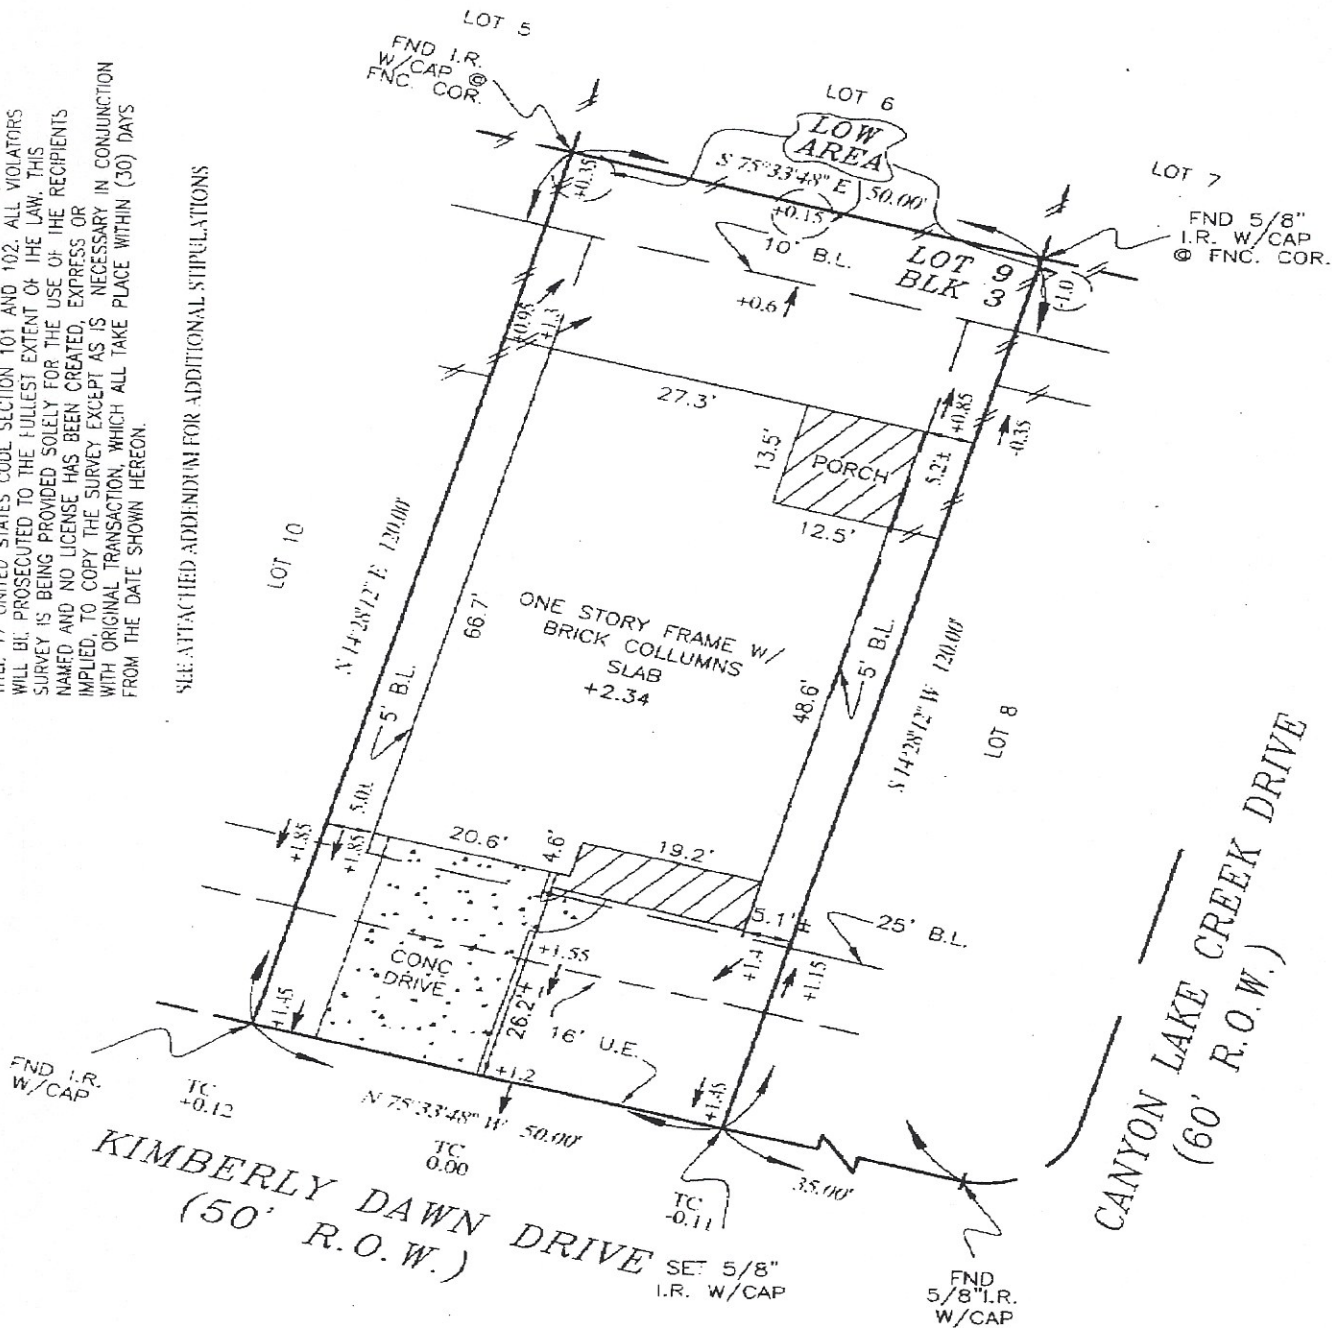 UNITED STATES CODE SECTION 101 AND 102. ALL VIOLATORS
WILL BE PROSECUTED TO THE FULLEST EXTENT OF THE LAW. THIS
SURVEY IS BEING PROVIDED SOLELY FOR THE USE OF THE RECIPIENTS
NAMED AND NO LICENSE HAS BEEN CREATED, EXPRESS OR
IMPLIED, TO COPY THE SURVEY EXCEPT AS IS NECESSARY IN CONJUNCTION
WITH ORIGINAL TRANSACTION, WHICH ALL TAKE PLACE WITHIN (30) DAYS
FROM THE DATE SHOWN HEREON.
SEE ATTACHED ADDENDUM FOR ADDITIONAL STIPULATIONS
LOT 5
FND I.R.
W/CAP @
FNC. COR.
LOT 6
LOW
AREA
S 75°33'48" E 50.00'
LOT 7
FND 5/8"
I.R. W/CAP
@ FNC. COR.
+0.35
+0.15
10' B.L.
LOT 9
BLK 3
-1.0
+0.6
+0.95
+1.3
27.3'
+0.85
-0.35
13.5'
PORCH
5.2'±
12.5'
LOT 10
N 14°28'12" E 120.00'
66.7'
ONE STORY FRAME W/
BRICK COLLUMNS
SLAB
+2.34
48.6'
5' B.L.
5' B.L.
S 14°28'12" W 120.00'
LOT 8
5.0±
+1.85
+1.85
20.6'
4.6'
19.2'
5.1'±
25' B.L.
+1.4
+1.15
CONC
DRIVE
+1.55
26.2'±
16' U.E.
+1.45
+1.2
+1.45
FND I.R.
W/CAP
TC
+0.12
N 75°33'48" W 50.00'
TC
0.00
TC
-0.11
35.00'
KIMBERLY DAWN DRIVE
(50' R.O.W.)
SET 5/8"
I.R. W/CAP
FND
5/8"I.R.
W/CAP
CANYON LAKE CREEK DRIVE
(60' R.O.W.)